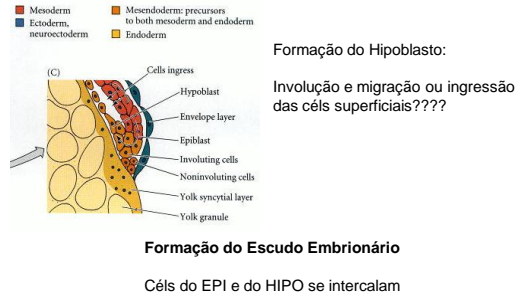 Mesoderm
Ectoderm,
neuroectoderm
Mesendoderm: precursors
to both mesoderm and endoderm
Endoderm
(C)
Cells ingress
Hypoblast
Envelope layer
Epiblast
Involuting cells
Noninvoluting cells
Yolk syncytial layer
Yolk granule
Formação do Hipoblasto:
Involução e migração ou ingressão
das céls superficiais????
Formação do Escudo Embrionário
Céls do EPI e do HIPO se intercalam